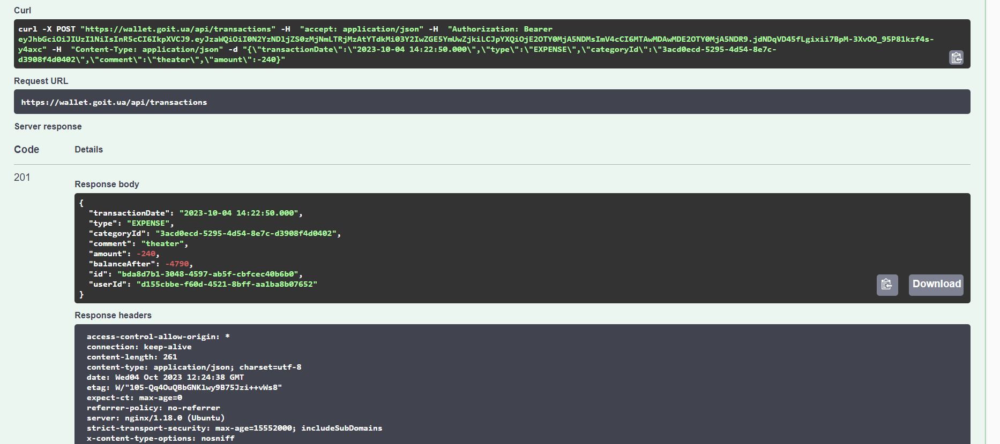 Curl
curl -X POST "https://wallet.goit.ua/api/transactions" -H  "accept: application/json" -H  "Authorization: Bearer
eyJhbGciOiJIUzI1NiIsInR5cCI6IkpXVCJ9.eyJzaWQiOiI0N2YzNDljZS0zMjNmLTRjMzAtYTdkMi03Y2IwZGE5YmUwZjkiLCJpYXQiOjE2OTY0MjA5NDMsImV4cCI6MTAwMDAwMDE2OTY0MjA5NDR9.jdNDqVD45fLgixii7BpM-3XvOO_95P81kzf4s-
y4axc" -H  "Content-Type: application/json" -d "{\"transactionDate\":\"2023-10-04 14:22:50.000\",\"type\":\"EXPENSE\",\"categoryId\":\"3acd0ecd-5295-4d54-8e7c-
d3908f4d0402\",\"comment\":\"theater\",\"amount\":-240}"
Request URL
https://wallet.goit.ua/api/transactions
Server response
Code Details
201
Response body
{
"transactionDate": "2023-10-04 14:22:50.000",
"type": "EXPENSE",
"categoryId": "3acd0ecd-5295-4d54-8e7c-d3908f4d0402",
"comment": "theater",
"amount": -240,
"balanceAfter": -4790,
"id": "bda8d7b1-3048-4597-ab5f-cbfcec40b6b0",
"userId": "d155cbbe-f60d-4521-8bff-aa1ba8b07652"
}
Download
Response headers
access-control-allow-origin: *
connection: keep-alive
content-length: 261
content-type: application/json; charset=utf-8
date: Wed04 Oct 2023 12:24:38 GMT
etag: W/"105-Qq4OuQBbGNKlwy9B75Jzi++vWs8"
expect-ct: max-age=0
referrer-policy: no-referrer
server: nginx/1.18.0 (Ubuntu)
strict-transport-security: max-age=15552000; includeSubDomains
x-content-type-options: nosniff